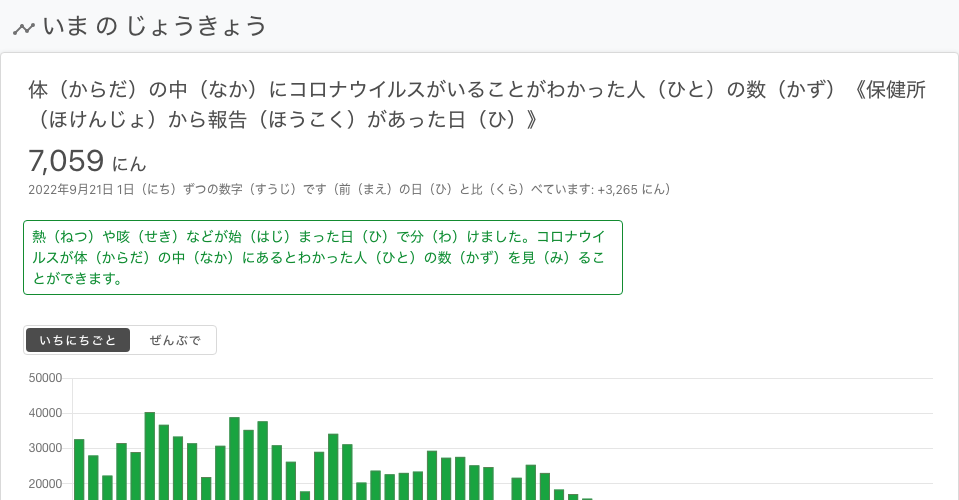 いま の じょうきょう
体（からだ）の中（なか）にコロナウイルスがいることがわかった人（ひと）の数（かず）《保健所
（ほけんじょ）から報告（ほうこく）があった日（ひ）》
7,059 にん
2022年9月21日 1日（にち）ずつの数字（すうじ）です（前（まえ）の日（ひ）と比（くら）べています: +3,265 にん）
熱（ねつ）や咳（せき）などが始（はじ）まった日（ひ）で分（わ）けました。コロナウイ
ルスが体（からだ）の中（なか）にあるとわかった人（ひと）の数（かず）を見（み）るこ
とができます。
いちにちごと ぜんぶで
50000
40000
30000
20000